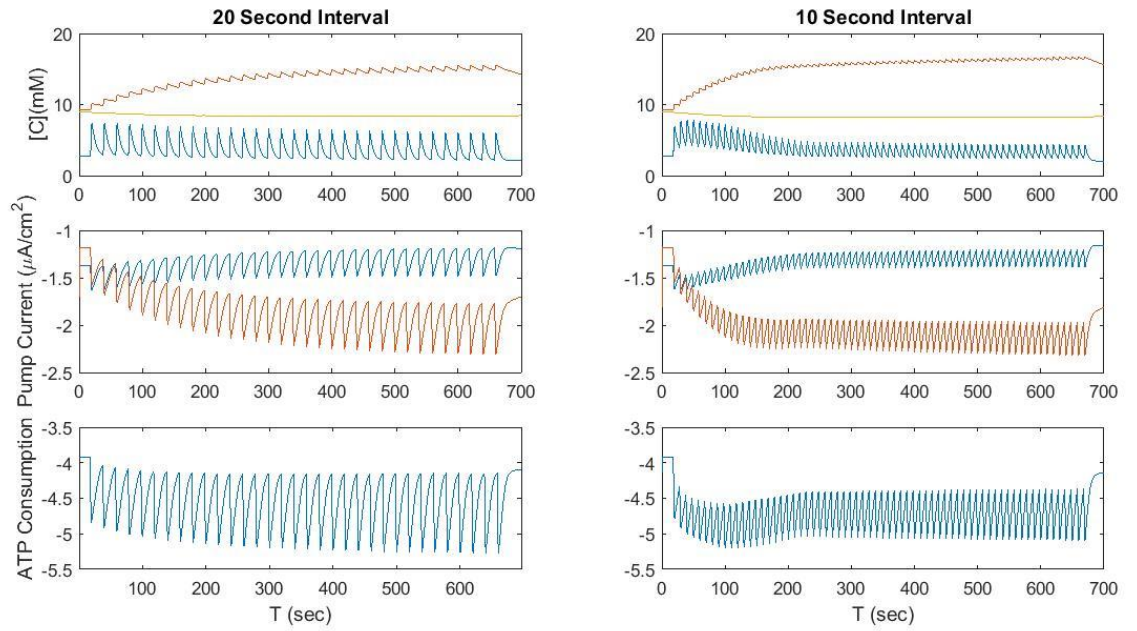 20 Second Interval
10 Second Interval
[C](mM)
20
10
0
0 100 200 300 400 500 600 700
20
10
0
0 100 200 300 400 500 600 700
Pump Current (μA/cm²)
-1
-1.5
-2
-2.5
0 100 200 300 400 500 600 700
-1
-1.5
-2
-2.5
0 100 200 300 400 500 600 700
ATP Consumption
-3.5
-4
-4.5
-5
-5.5
100 200 300 400 500 600
T (sec)
-3.5
-4
-4.5
-5
-5.5
0 100 200 300 400 500 600 700
T (sec)